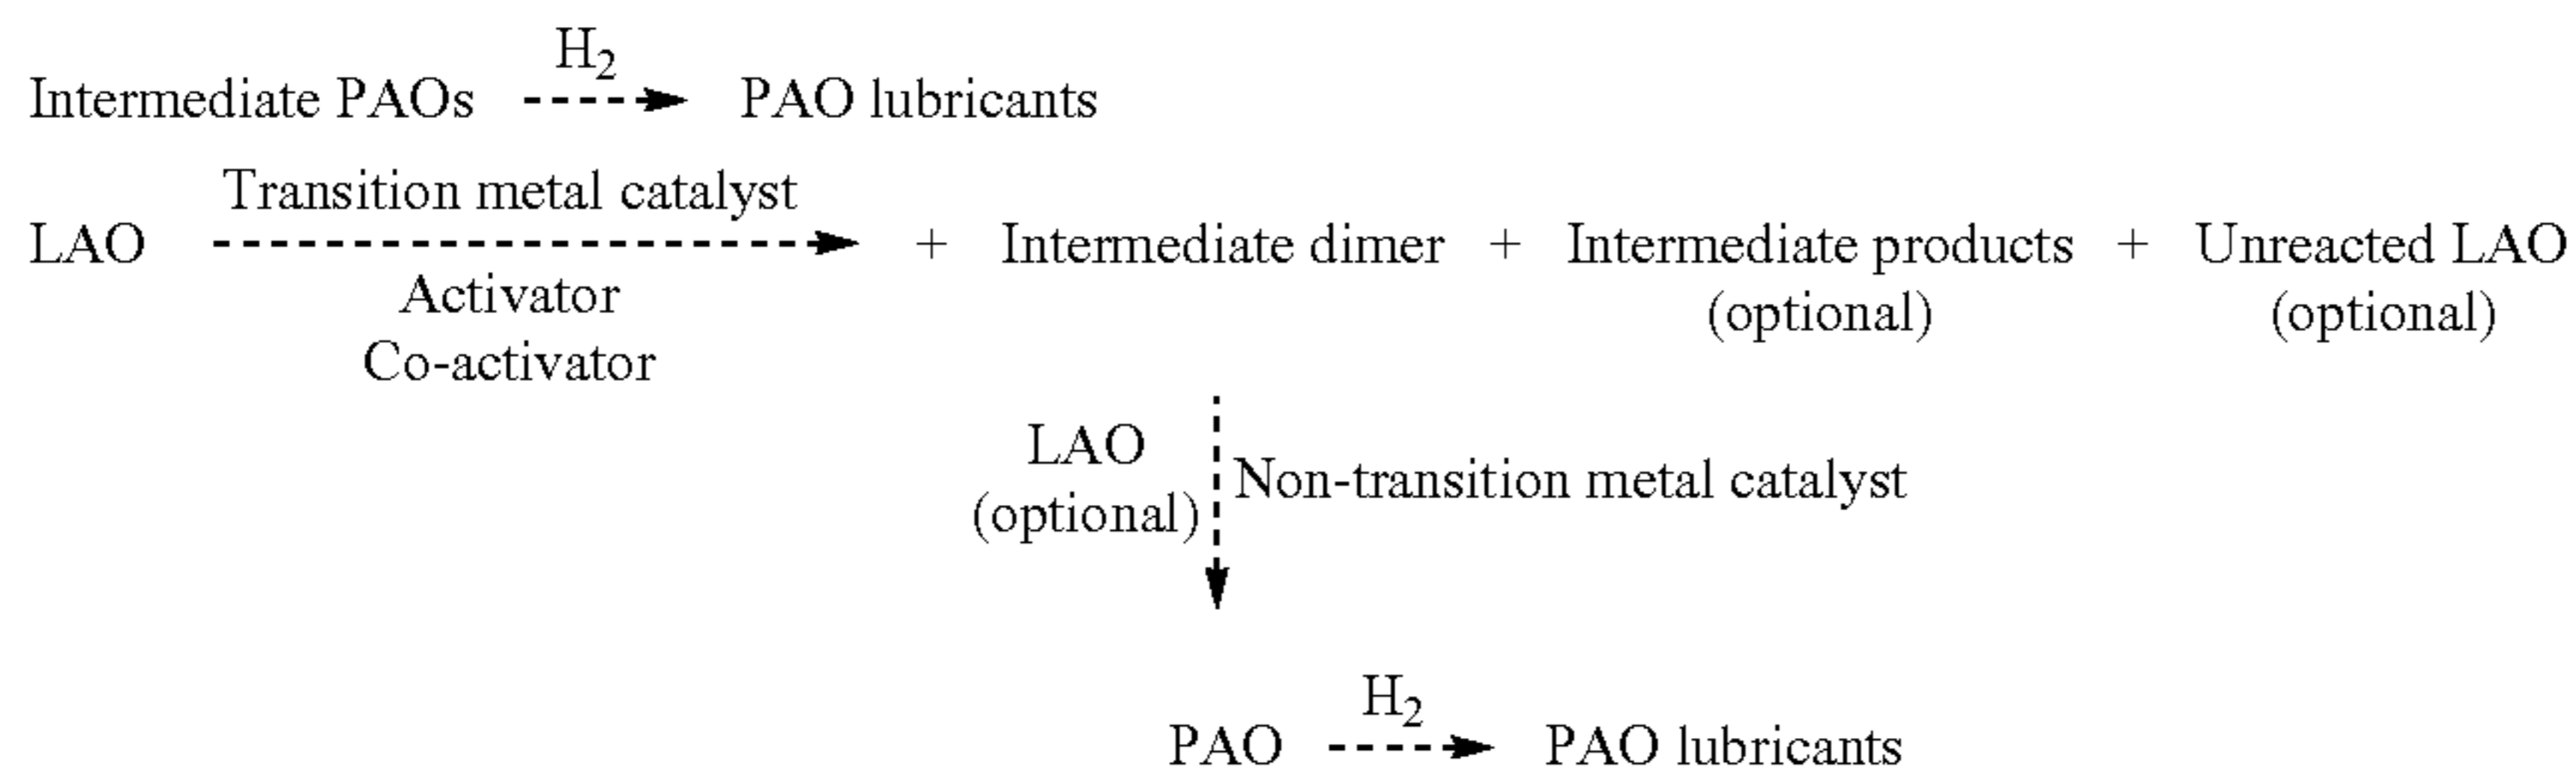 H2
Intermediate PAOs PAO lubricants
Transition metal catalyst
LAO + Intermediate dimer + Intermediate products + Unreacted LAO
Activator (optional) (optional)
Co-activator
LAO
(optional)
Non-transition metal catalyst
H2
PAO PAO lubricants